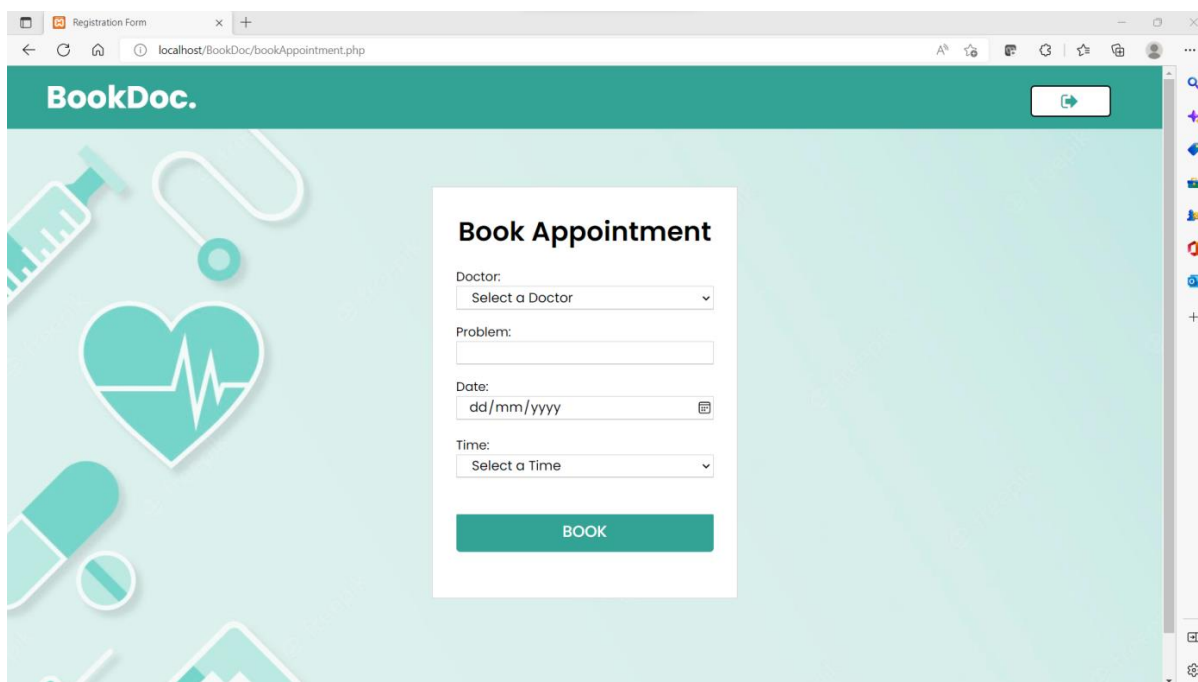 Registration Form
localhost/BookDoc/bookAppointment.php
BookDoc.
Book Appointment
Doctor:
Select a Doctor
Problem:
Date:
dd/mm/yyyy
Time:
Select a Time
BOOK